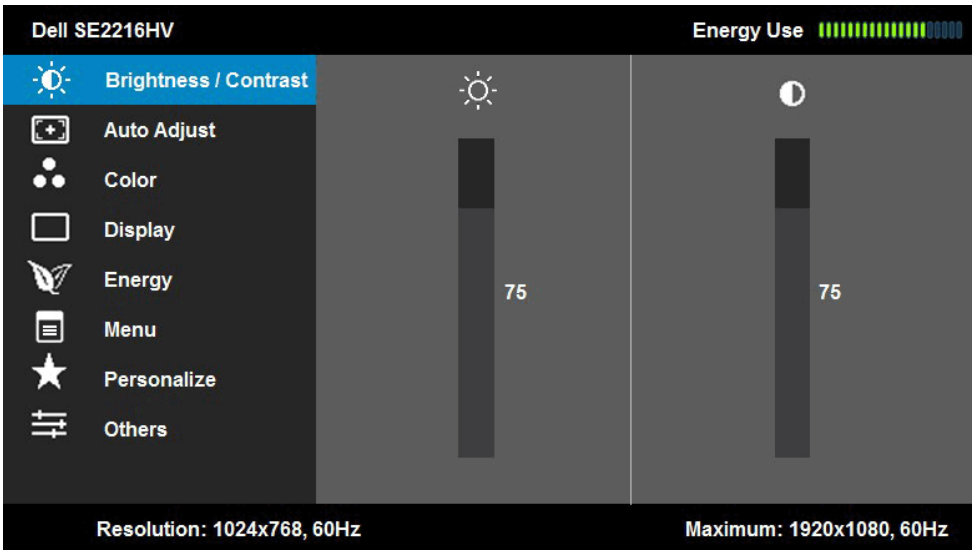 Dell SE2216HV Energy Use
Brightness / Contrast
Auto Adjust
Color
Display
Energy
75 75
Menu
Personalize
Others
Resolution: 1024x768, 60Hz Maximum: 1920x1080, 60Hz